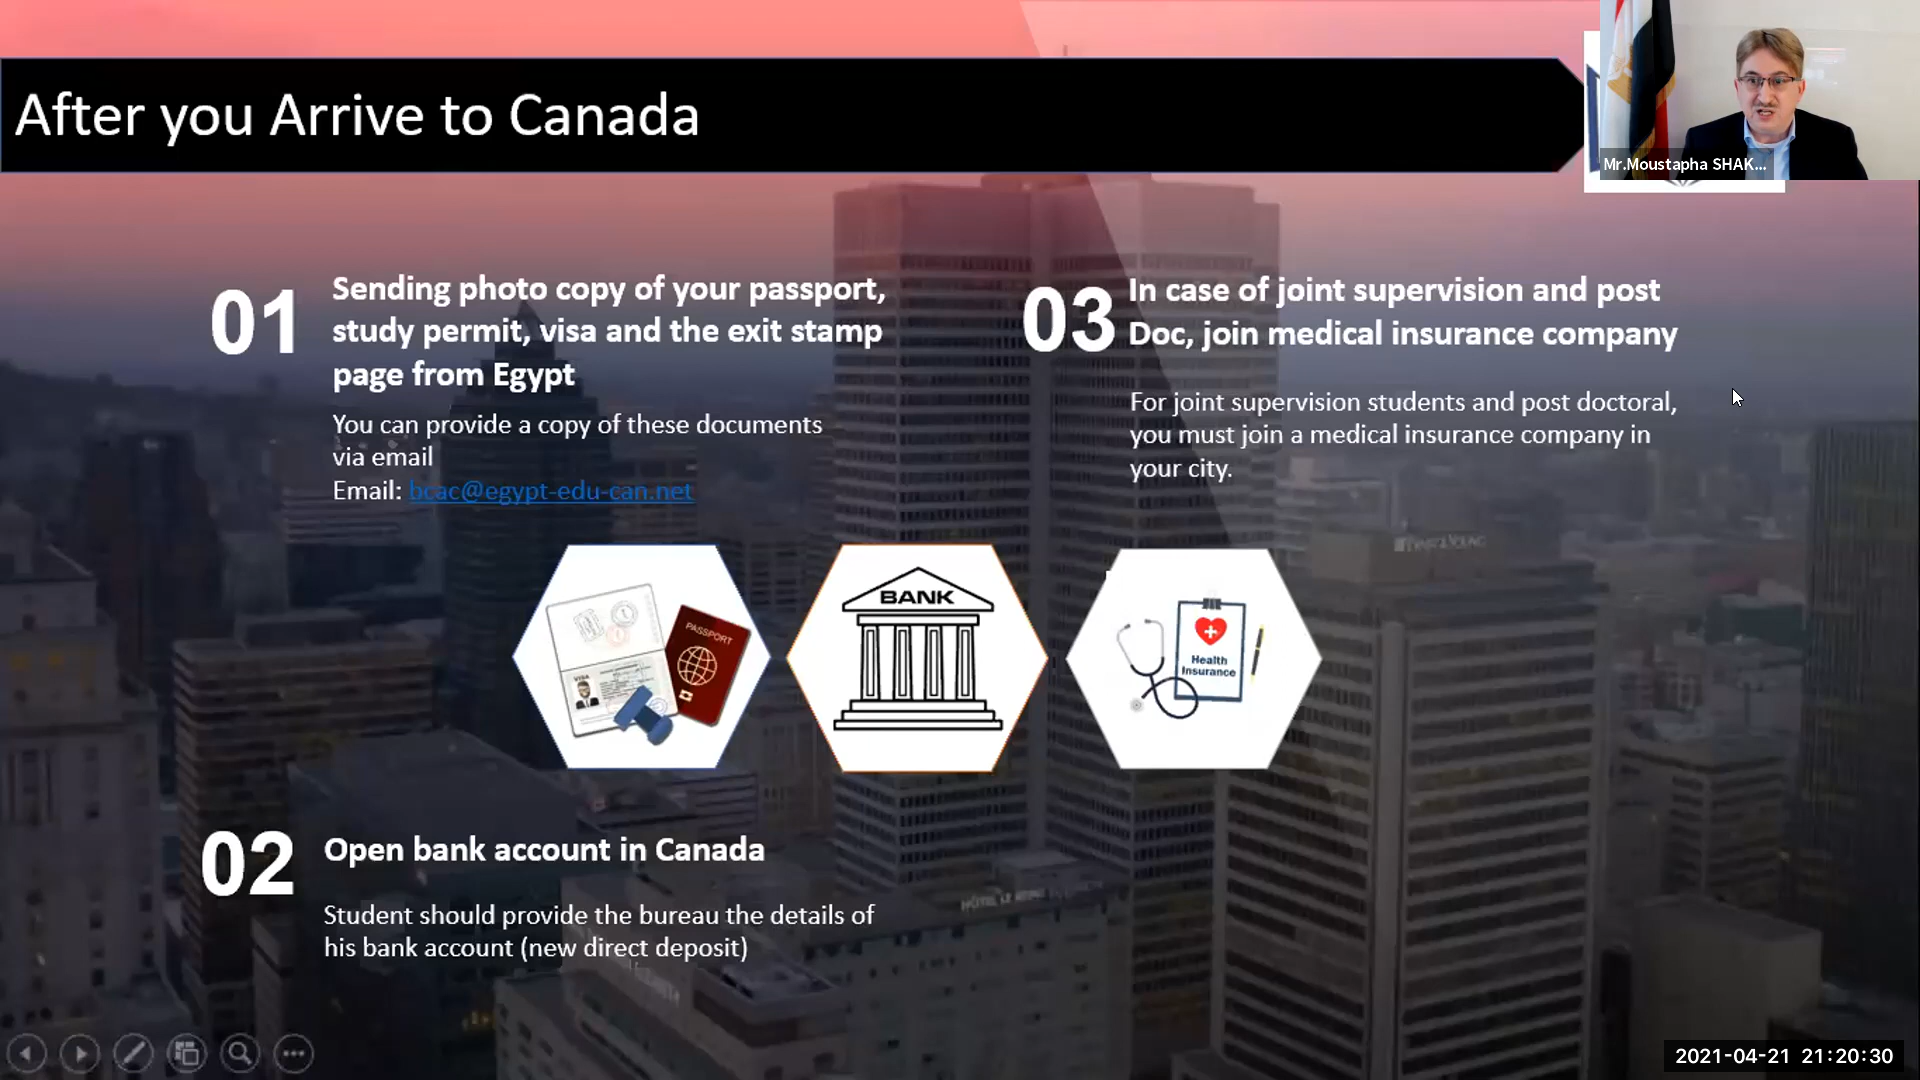 After you Arrive to Canada
Mr.Moustapha SHAK...
01
Sending photo copy of your passport,
study permit, visa and the exit stamp
page from Egypt
You can provide a copy of these documents
via email
Email: bcac@egypt-edu-can.net
03
In case of joint supervision and post
Doc, join medical insurance company
For joint supervision students and post doctoral,
you must join a medical insurance company in
your city.
VISA
PASSPORT
BANK
Health
Insurance
02
Open bank account in Canada
Student should provide the bureau the details of
his bank account (new direct deposit)
2021-04-21 21:20:30